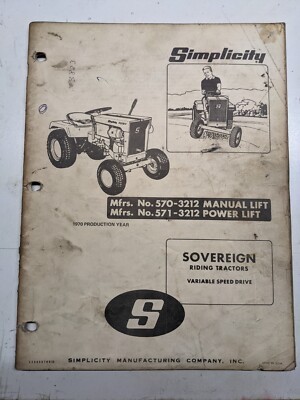 Simplicity
Mfrs. No. 570-3212 MANUAL LIFT
Mfrs. No. 571-3212 POWER LIFT
1970 PRODUCTION YEAR
SOVEREIGN
RIDING TRACTORS
VARIABLE SPEED DRIVE
S
SIMPLICITY MANUFACTURING COMPANY, INC.